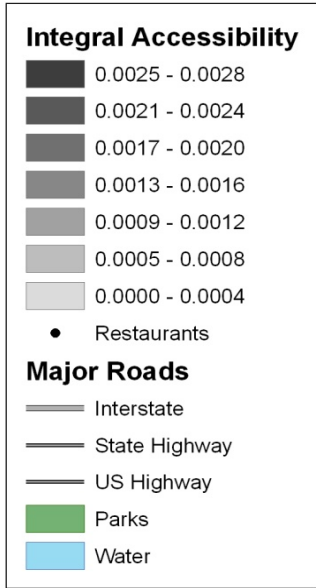 Integral Accessibility
0.0025 - 0.0028
0.0021 - 0.0024
0.0017 - 0.0020
0.0013 - 0.0016
0.0009 - 0.0012
0.0005 - 0.0008
0.0000 - 0.0004
Restaurants
Major Roads
Interstate
State Highway
US Highway
Parks
Water